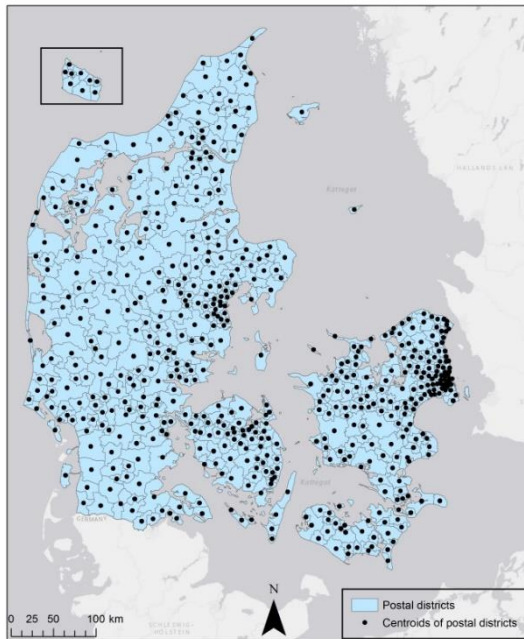 HALLANDS LÄN
Kattegat
Kattegat
GERMANY
SCHLESWIG-
HOLSTEIN
N
0 25 50 100 km
Postal districts
Centroids of postal districts